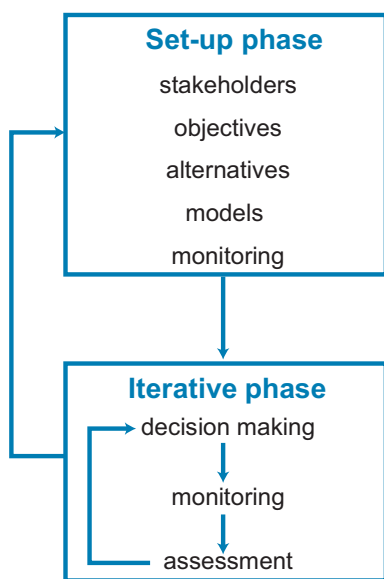 Set-up phase
stakeholders
objectives
alternatives
models
monitoring
Iterative phase
decision making
monitoring
assessment